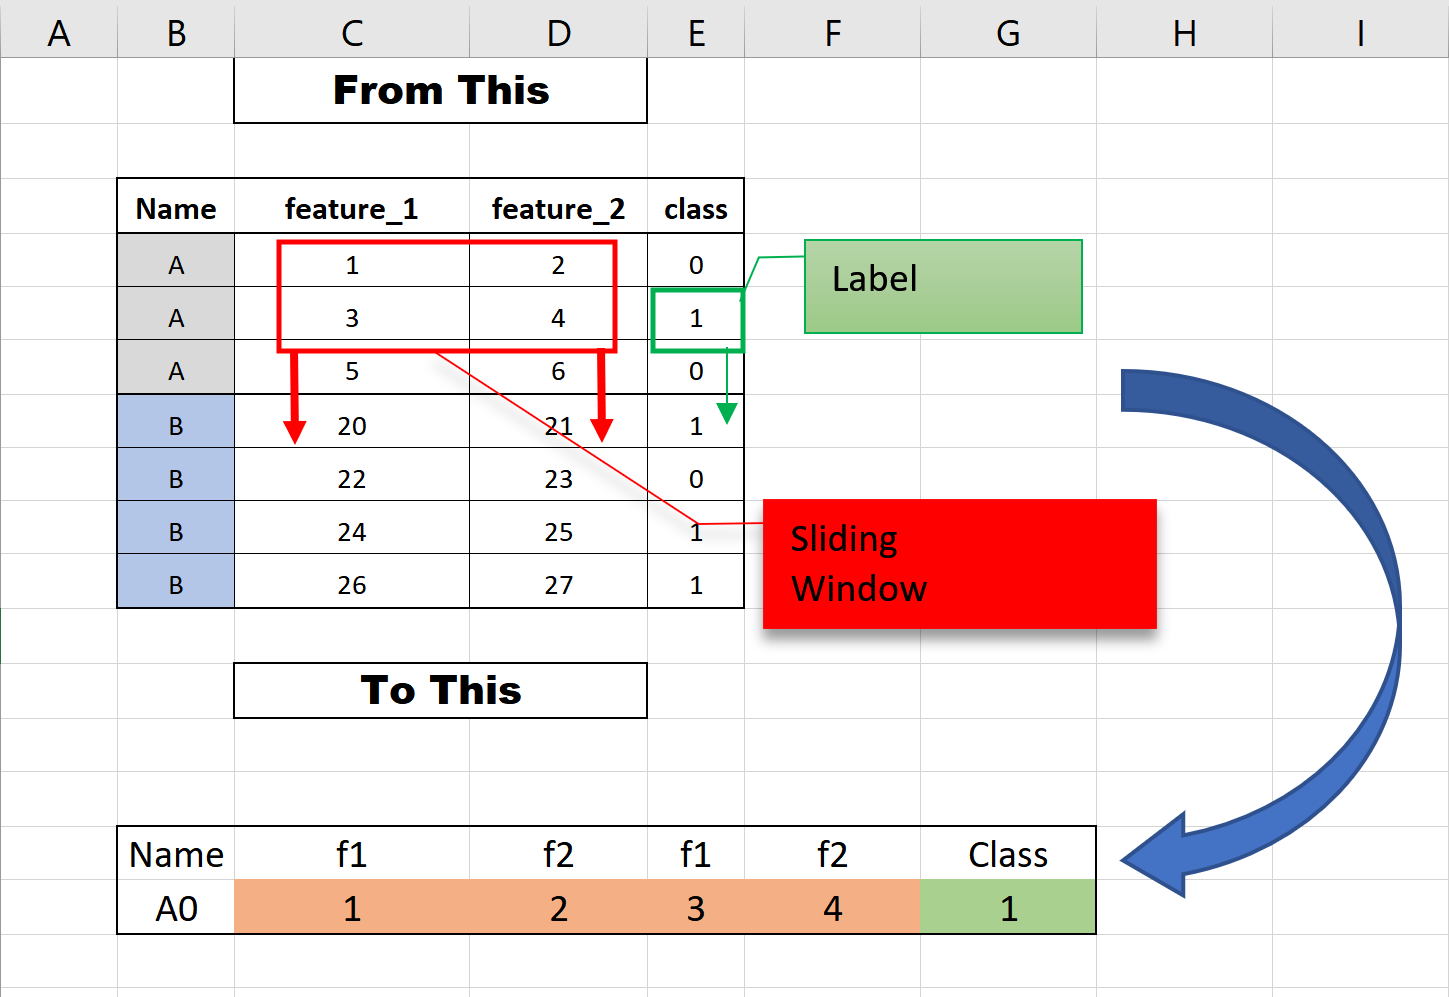 A B C D E F G H I
From This
Name feature_1 feature_2 class
A 1 2 0
Label
A 3 4 1
A 5 6 0
B 20 21 1
B 22 23 0
B 24 25 1
Sliding
Window
B 26 27 1
To This
Name f1 f2 f1 f2 Class
A0 1 2 3 4 1